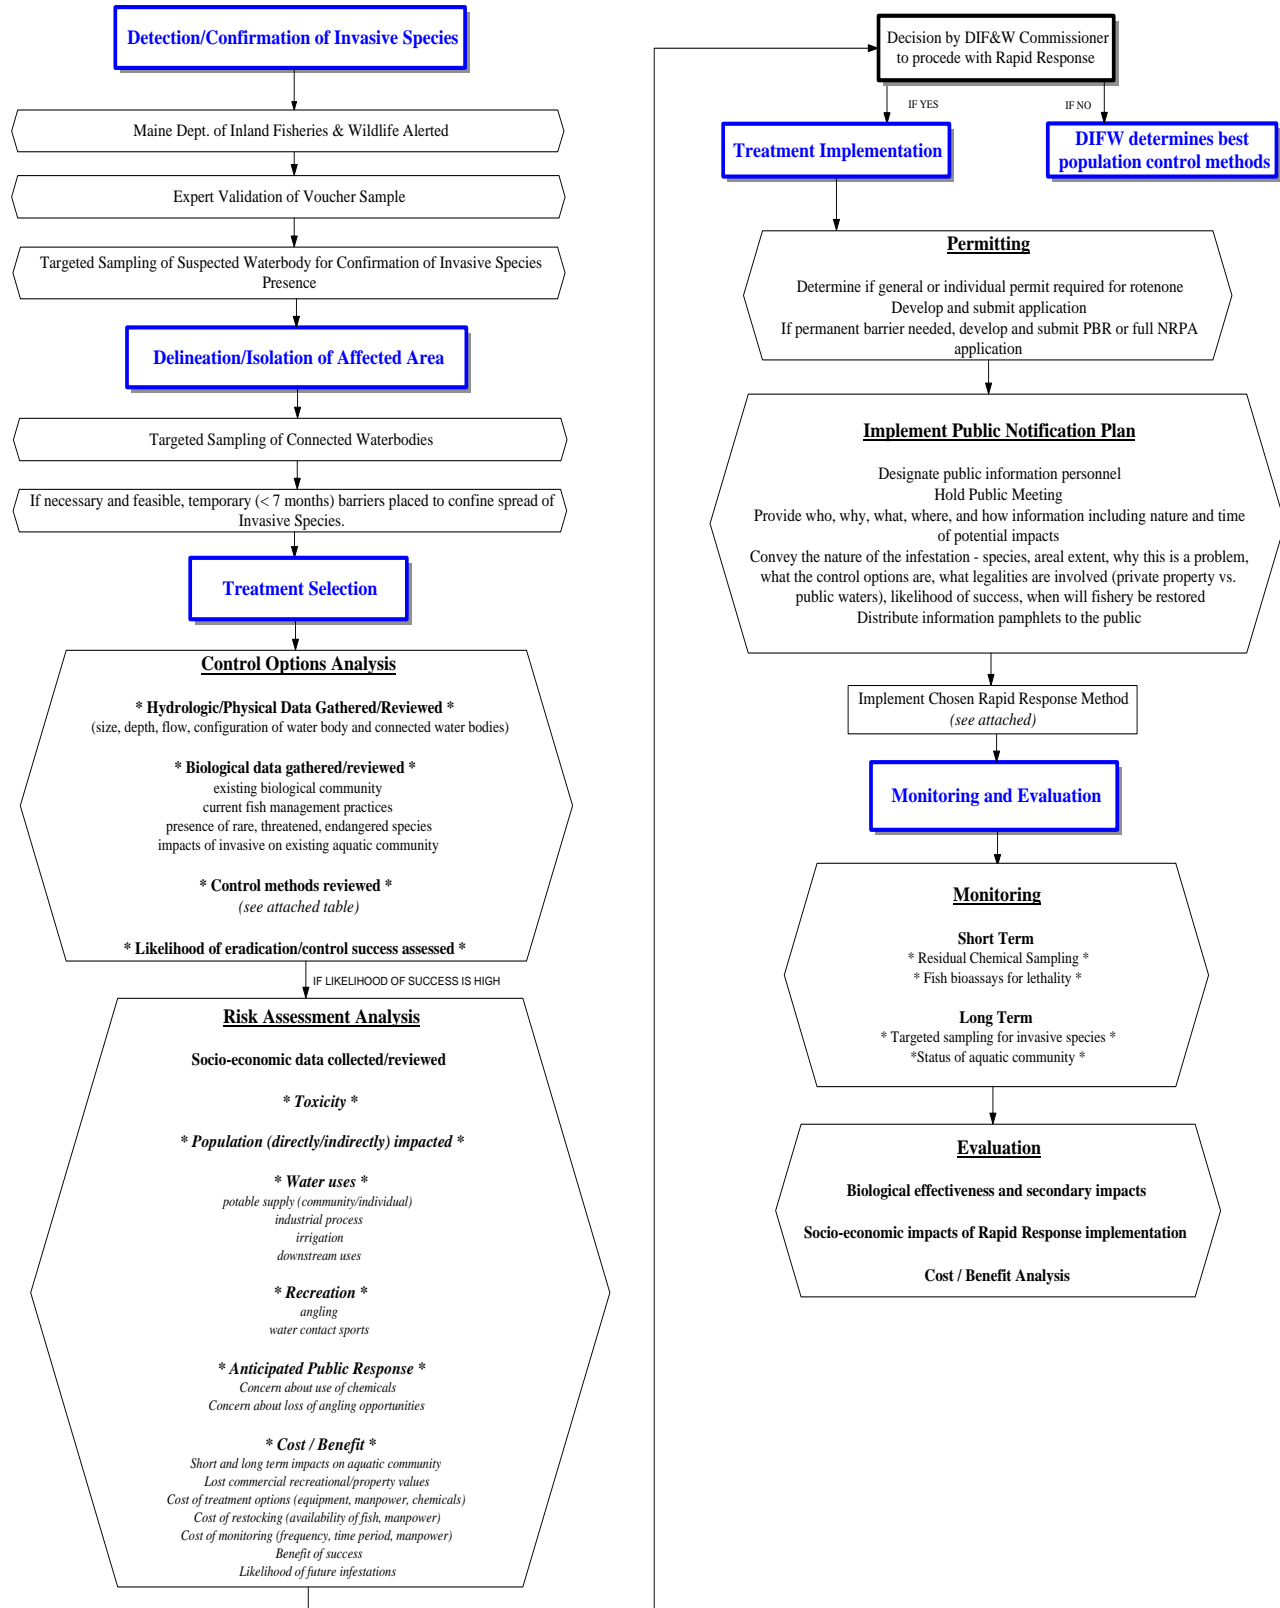 Detection/Confirmation of Invasive Species
Maine Dept. of Inland Fisheries & Wildlife Alerted
Expert Validation of Voucher Sample
Targeted Sampling of Suspected Waterbody for Confirmation of Invasive Species
Presence
Delineation/Isolation of Affected Area
Targeted Sampling of Connected Waterbodies
If necessary and feasible, temporary (< 7 months) barriers placed to confine spread of
Invasive Species.
Treatment Selection
Control Options Analysis
* Hydrologic/Physical Data Gathered/Reviewed *
(size, depth, flow, configuration of water body and connected water bodies)
* Biological data gathered/reviewed *
existing biological community
current fish management practices
presence of rare, threatened, endangered species
impacts of invasive on existing aquatic community
* Control methods reviewed *
(see attached table)
* Likelihood of eradication/control success assessed *
IF LIKELIHOOD OF SUCCESS IS HIGH
Risk Assessment Analysis
Socio-economic data collected/reviewed
* Toxicity *
* Population (directly/indirectly) impacted *
* Water uses *
potable supply (community/individual)
industrial process
irrigation
downstream uses
* Recreation *
angling
water contact sports
* Anticipated Public Response *
Concern about use of chemicals
Concern about loss of angling opportunities
* Cost / Benefit *
Short and long term impacts on aquatic community
Lost commercial recreational/property values
Cost of treatment options (equipment, manpower, chemicals)
Cost of restocking (availability of fish, manpower)
Cost of monitoring (frequency, time period, manpower)
Benefit of success
Likelihood of future infestations
Decision by DIF&W Commissioner
to procede with Rapid Response
IF YES
IF NO
Treatment Implementation
DIFW determines best
population control methods
Permitting
Determine if general or individual permit required for rotenone
Develop and submit application
If permanent barrier needed, develop and submit PBR or full NRPA
application
Implement Public Notification Plan
Designate public information personnel
Hold Public Meeting
Provide who, why, what, where, and how information including nature and time
of potential impacts
Convey the nature of the infestation - species, areal extent, why this is a problem,
what the control options are, what legalities are involved (private property vs.
public waters), likelihood of success, when will fishery be restored
Distribute information pamphlets to the public
Implement Chosen Rapid Response Method
(see attached)
Monitoring and Evaluation
Monitoring
Short Term
* Residual Chemical Sampling *
* Fish bioassays for lethality *
Long Term
* Targeted sampling for invasive species *
*Status of aquatic community *
Evaluation
Biological effectiveness and secondary impacts
Socio-economic impacts of Rapid Response implementation
Cost / Benefit Analysis